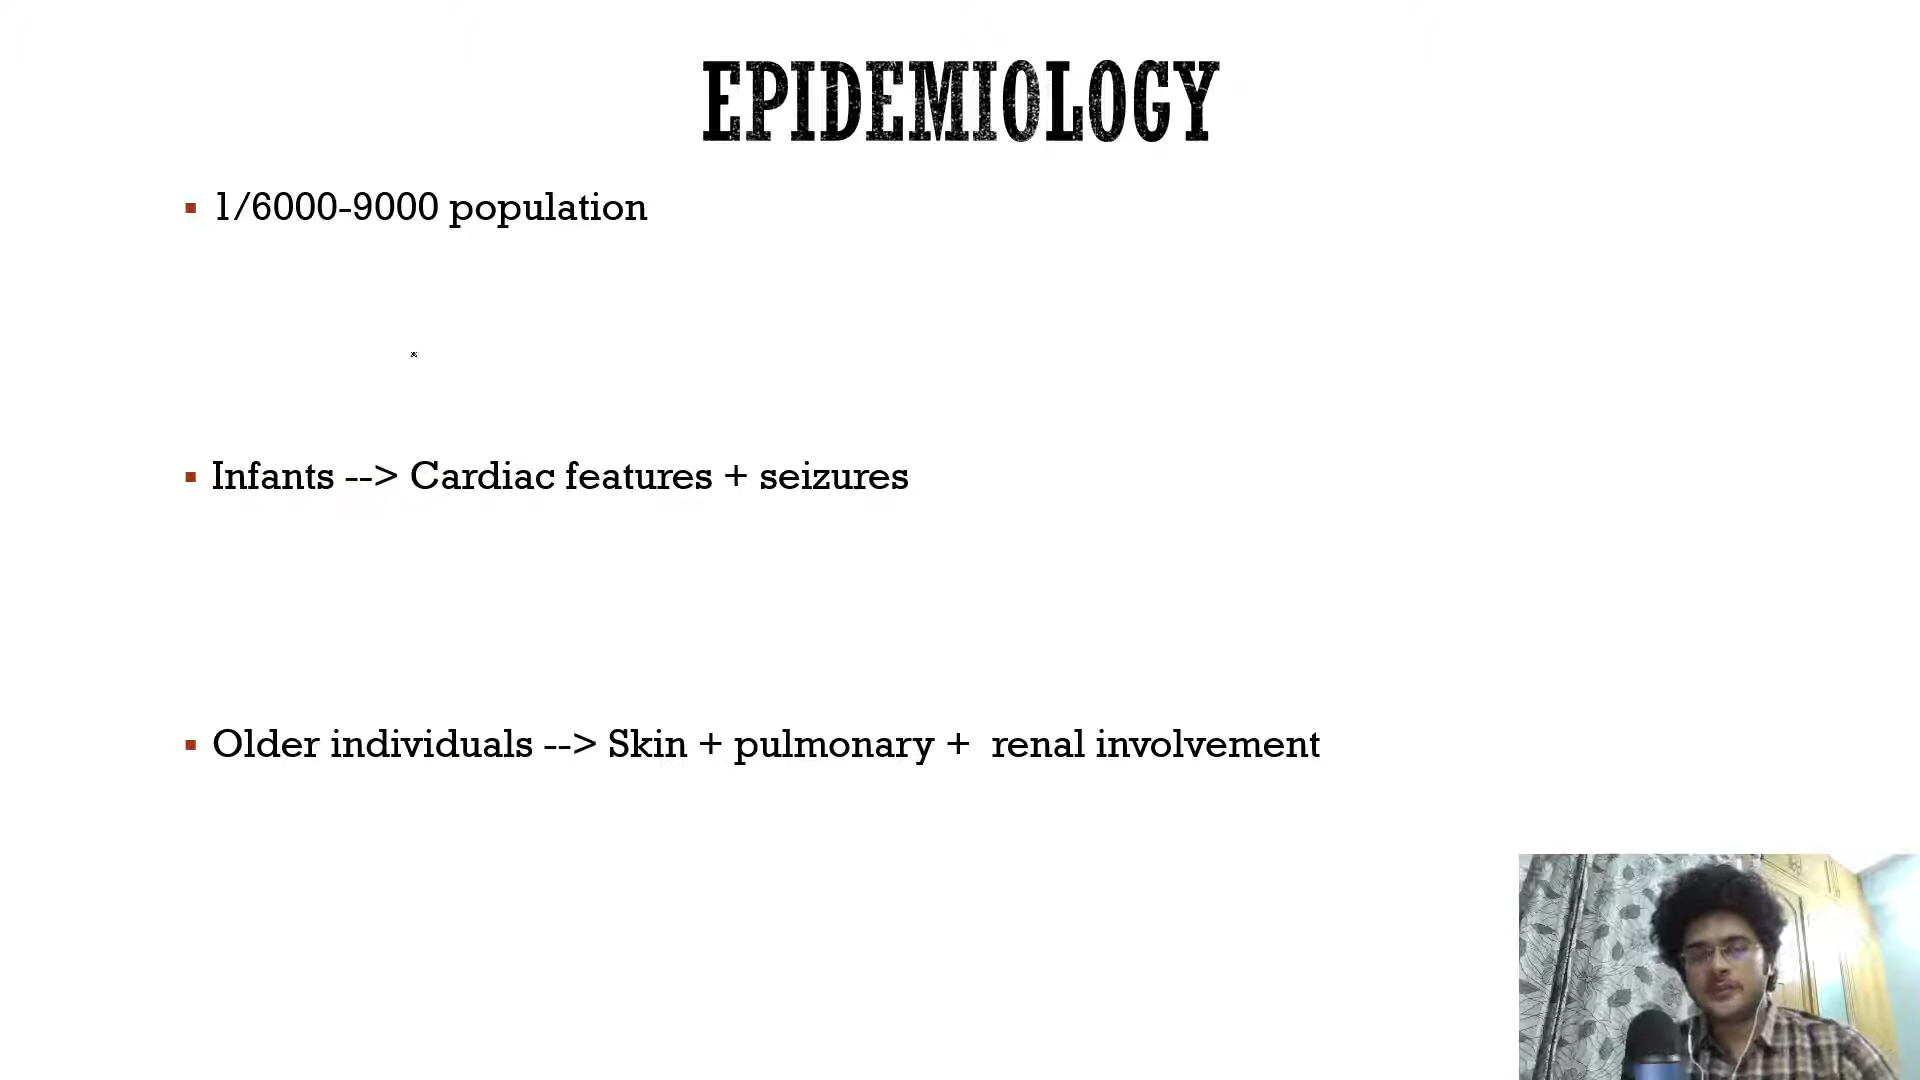 EPIDEMIOLOGY
1/6000-9000 population
Infants --> Cardiac features + seizures
Older individuals --> Skin + pulmonary + renal involvement